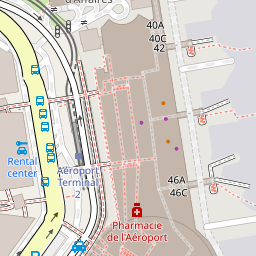 d'Affaires
40A
40C
42
Rental
center
Aéroport
Terminal
2
46A
46C
Pharmacie
de l'Aéroport